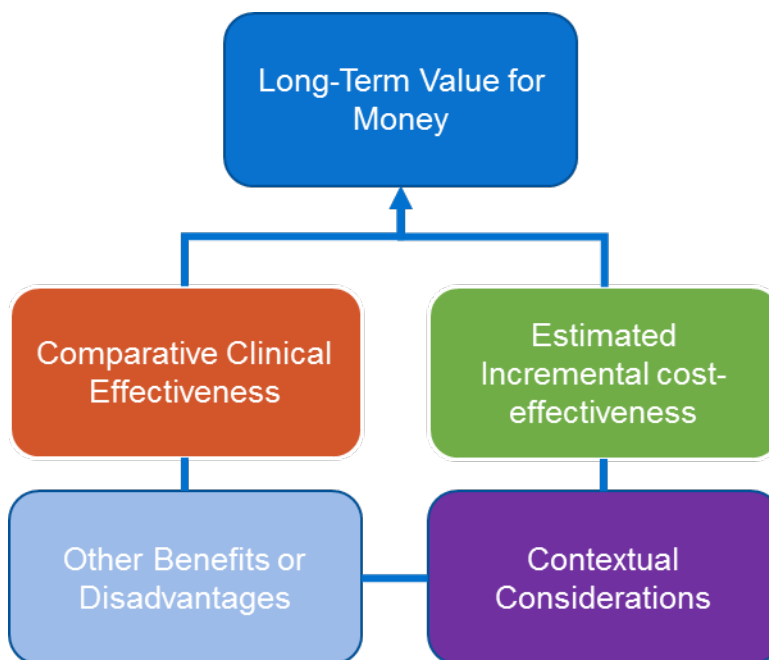 Long-Term Value for
Money
Comparative Clinical
Effectiveness
Estimated
Incremental cost-
effectiveness
Other Benefits or
Disadvantages
Contextual
Considerations